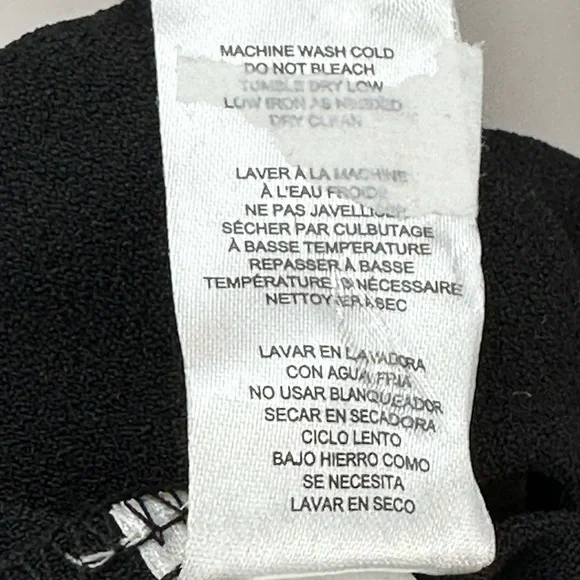 MACHINE WASH COLD
DO NOT BLEACH
TUMBLE DRY LOW
LOW IRON AS NEEDED
DRY CLEAN
LAVER À LA MACHINE
À L'EAU FROIDE
NE PAS JAVELLISER
SÉCHER PAR CULBUTAGE
À BASSE TEMPERATURE
REPASSER À BASSE
TEMPÉRATURE SI NÉCESSAIRE
NETTOYER À SEC
LAVAR EN LAVADORA
CON AGUA FRIA
NO USAR BLANQUEADOR
SECAR EN SECADORA
CICLO LENTO
BAJO HIERRO COMO
SE NECESITA
LAVAR EN SECO